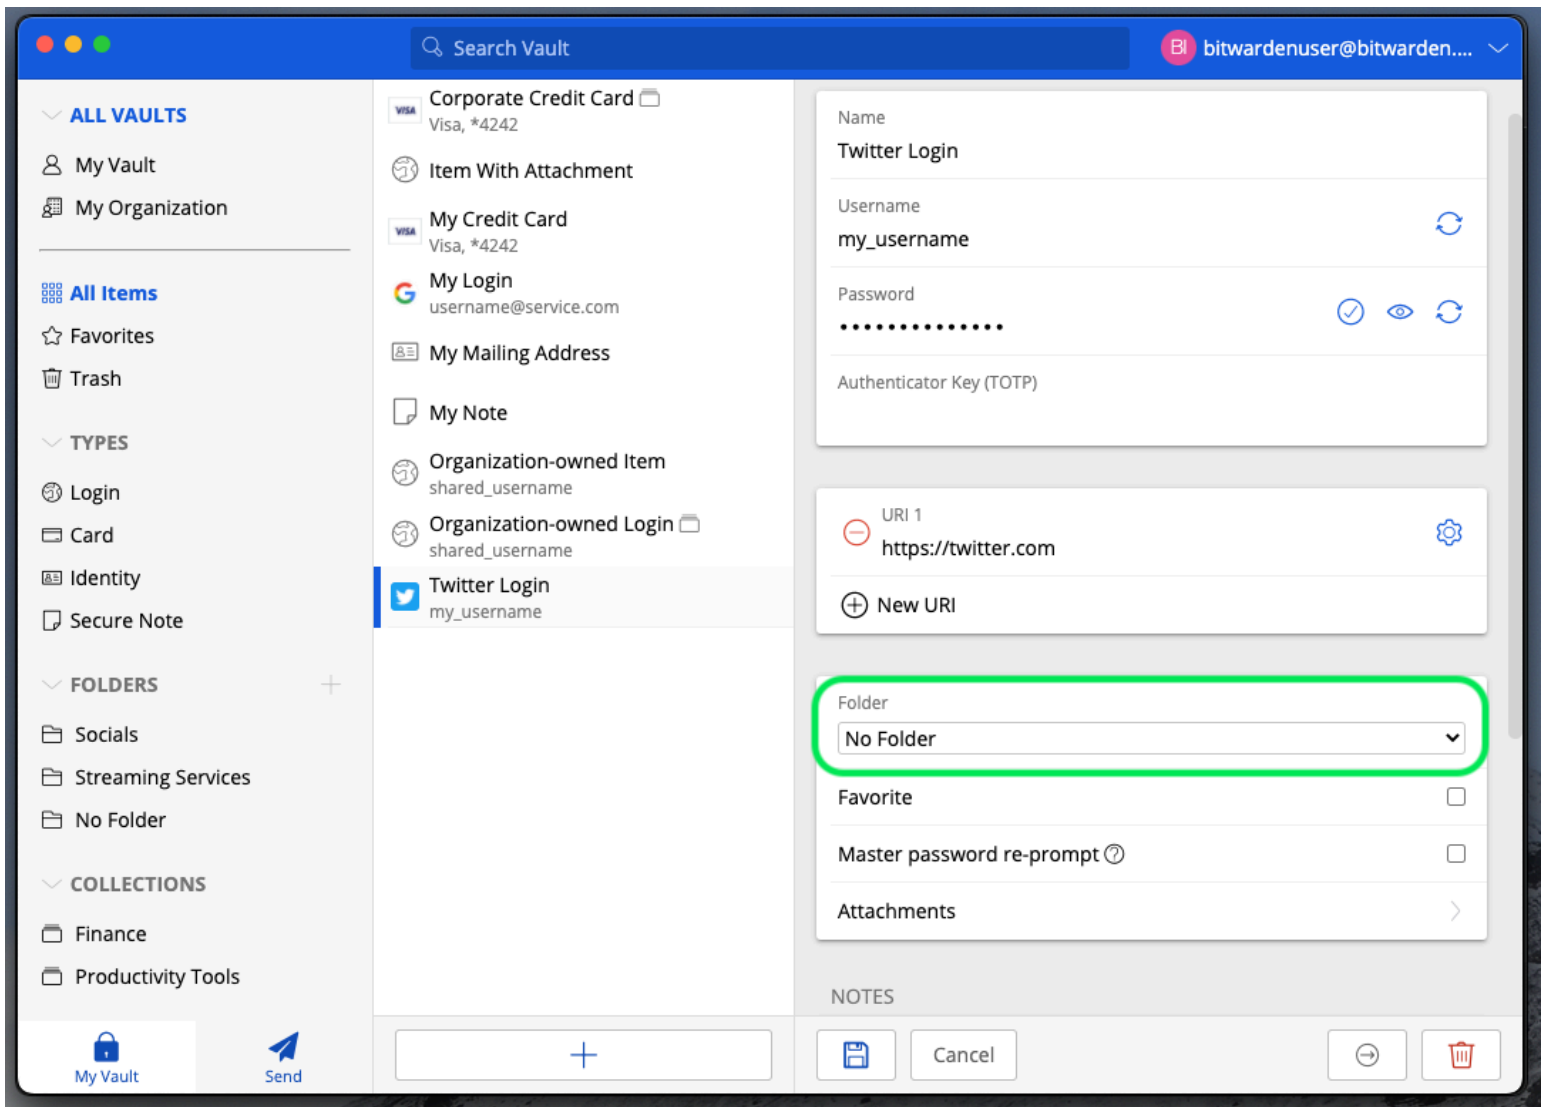 Search Vault
BI bitwardenuser@bitwarden....
ALL VAULTS
My Vault
My Organization
All Items
Favorites
Trash
TYPES
Login
Card
Identity
Secure Note
FOLDERS
Socials
Streaming Services
No Folder
COLLECTIONS
Finance
Productivity Tools
My Vault
Send
VISA
Corporate Credit Card
Visa, *4242
Item With Attachment
VISA
My Credit Card
Visa, *4242
My Login
username@service.com
My Mailing Address
My Note
Organization-owned Item
shared_username
Organization-owned Login
shared_username
Twitter Login
my_username
Name
Twitter Login
Username
my_username
Password
••••••••••••••
Authenticator Key (TOTP)
URI 1
https://twitter.com
New URI
Folder
No Folder
Favorite
Master password re-prompt
Attachments
NOTES
Cancel